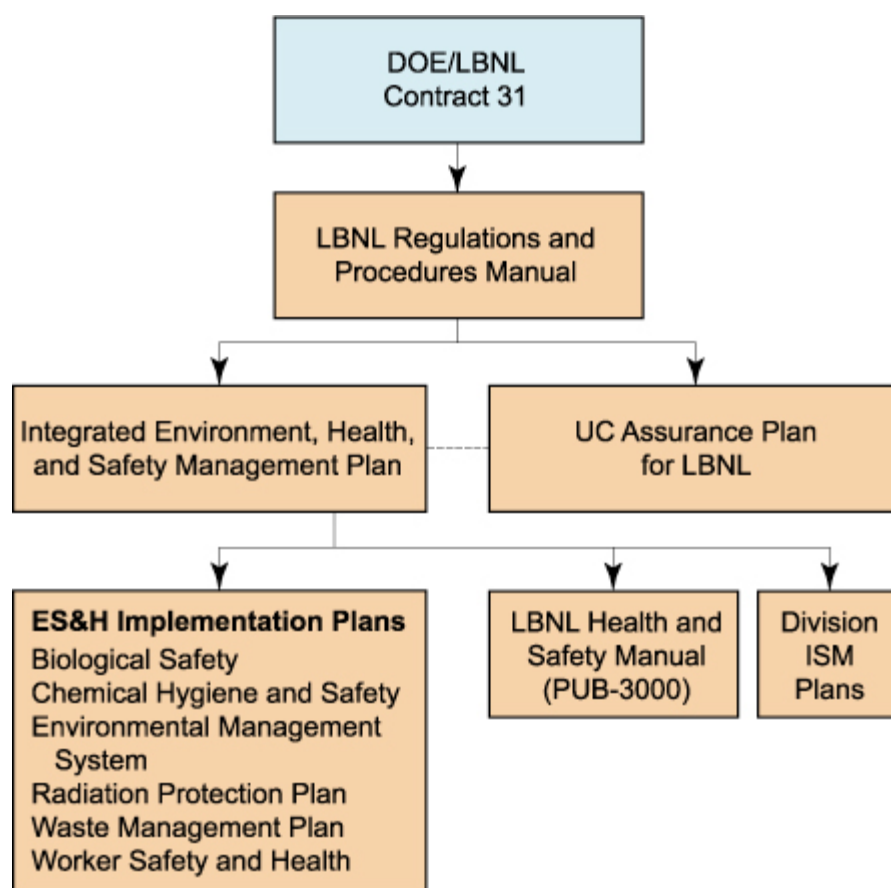 DOE/LBNL
Contract 31
LBNL Regulations and
Procedures Manual
Integrated Environment, Health,
and Safety Management Plan
UC Assurance Plan
for LBNL
ES&H Implementation Plans
Biological Safety
Chemical Hygiene and Safety
Environmental Management
System
Radiation Protection Plan
Waste Management Plan
Worker Safety and Health
LBNL Health and
Safety Manual
(PUB-3000)
Division
ISM
Plans